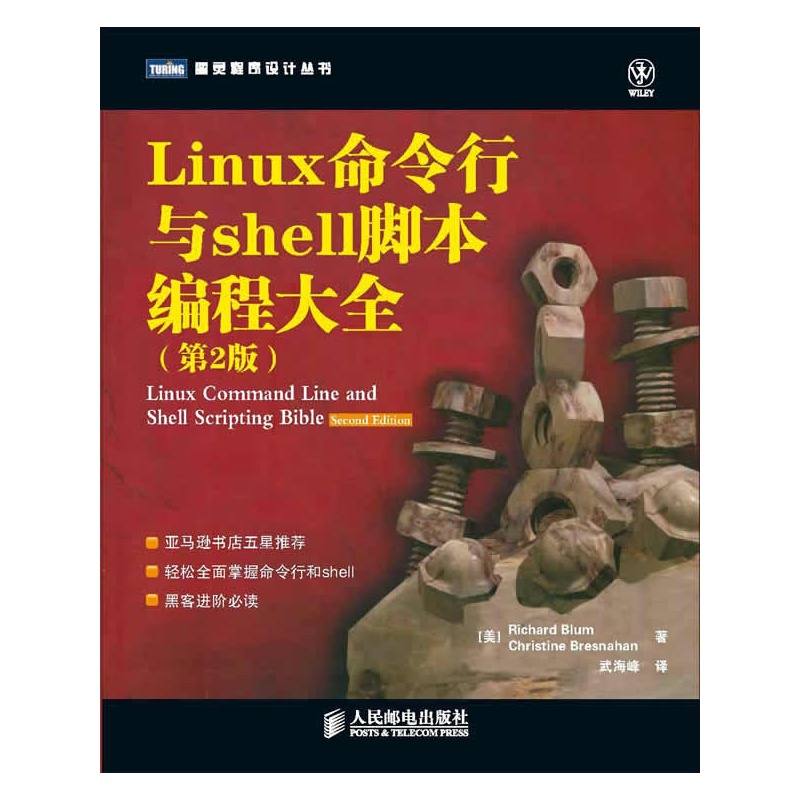 TURING 图灵程序设计丛书
WILEY
Linux命令行
与shell脚本
编程大全
(第2版)
Linux Command Line and
Shell Scripting Bible Second Edition
亚马逊书店五星推荐
轻松全面掌握命令行和shell
黑客进阶必读
[美] Richard Blum
Christine Bresnahan 著
武海峰 译
人民邮电出版社
POSTS & TELECOM PRESS